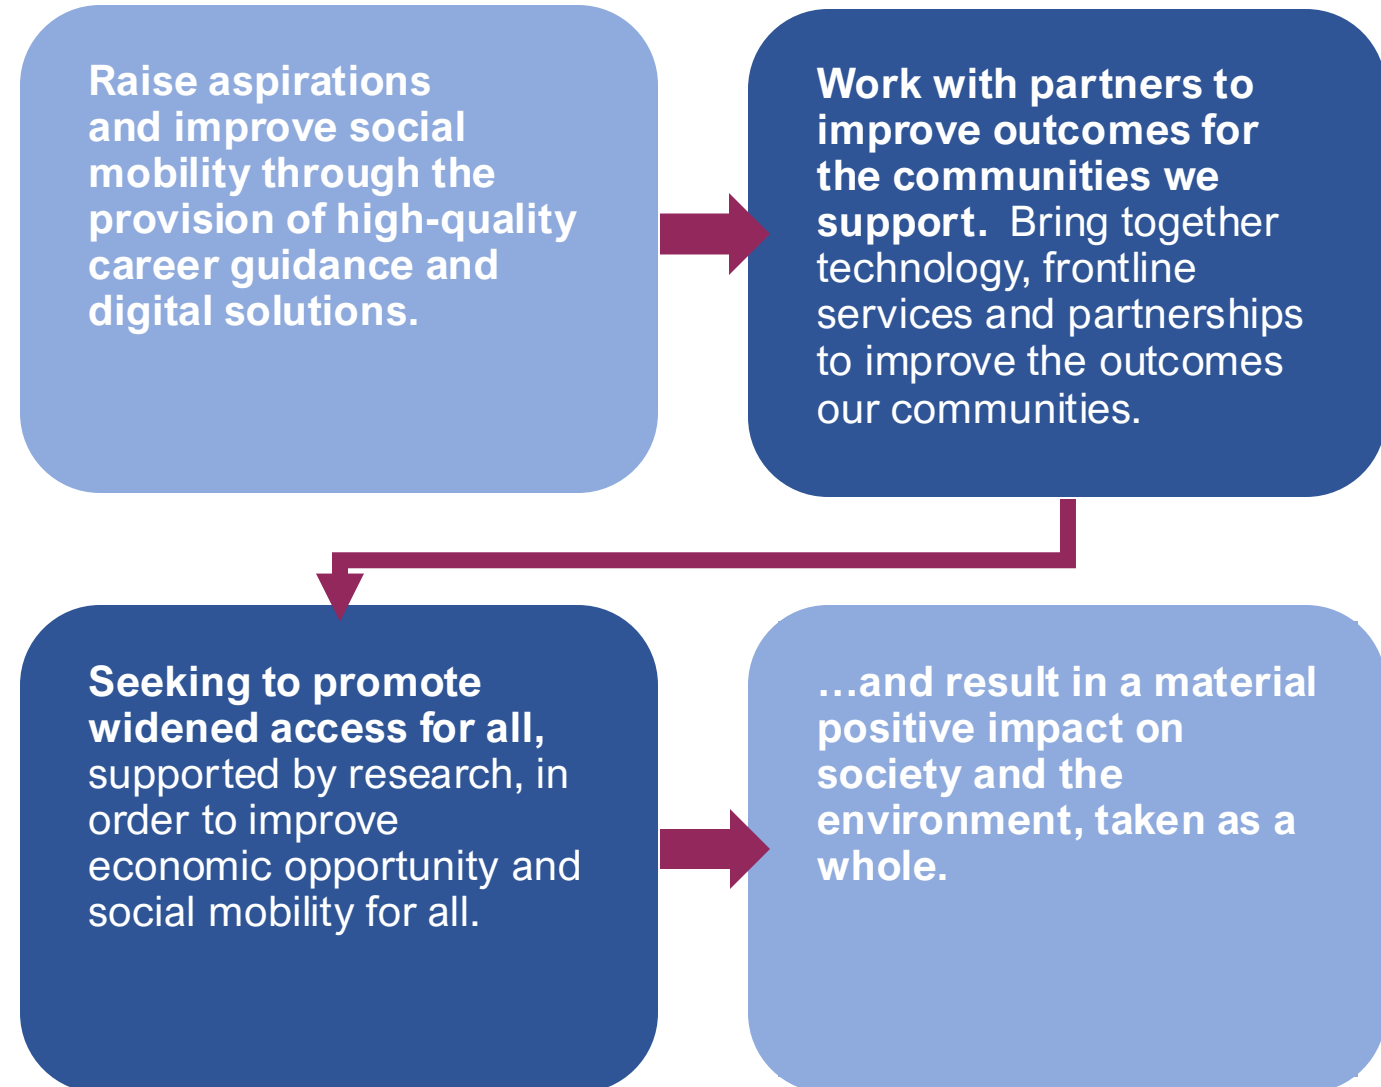 Raise aspirations
and improve social
mobility through the
provision of high-quality
career guidance and
digital solutions.
Work with partners to
improve outcomes for
the communities we
support.  Bring together
technology, frontline
services and partnerships
to improve the outcomes
our communities.
Seeking to promote
widened access for all,
supported by research, in
order to improve
economic opportunity and
social mobility for all.
…and result in a material
positive impact on
society and the
environment, taken as a
whole.